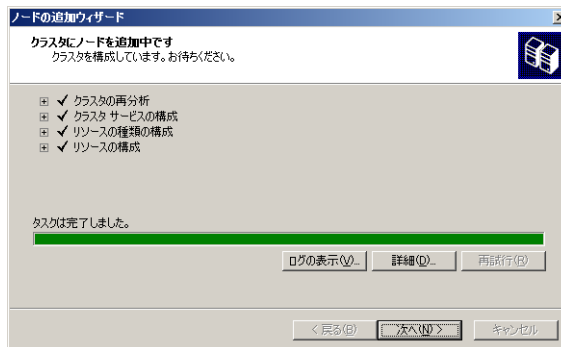 ノードの追加ウィザード
クラスタにノードを追加中です
クラスタを構成しています。お待ちください。
クラスタの再分析
クラスタ サービスの構成
リソースの種類の構成
リソースの構成
タスクは完了しました。
ログの表示(V)... 詳細(D)... 再試行(R)
< 戻る(B) 次へ(N) > キャンセル